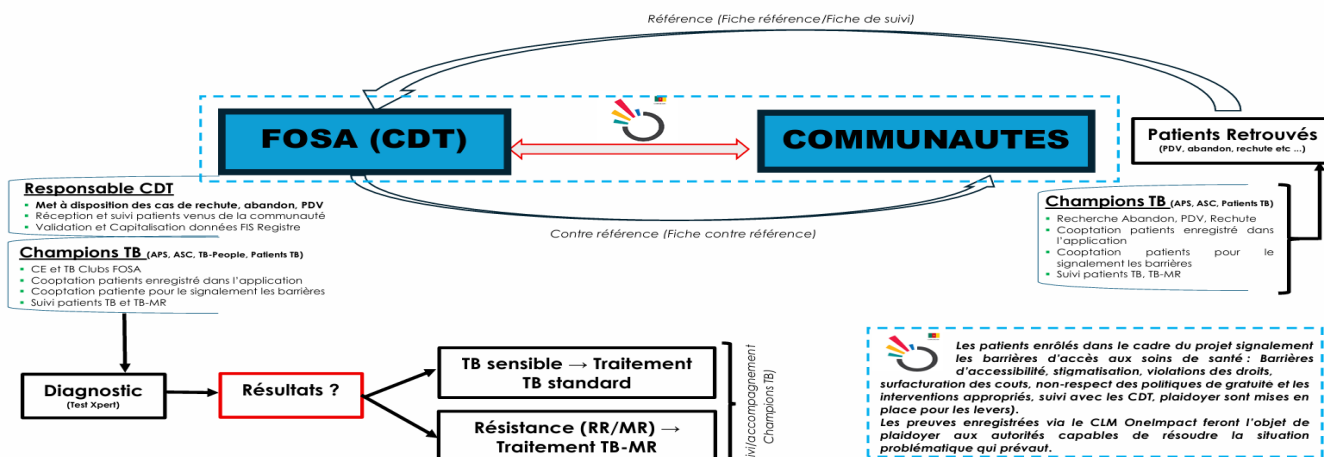 Référence (Fiche référence/Fiche de suivi)
FOSA (CDT)
COMMUNAUTES
Patients Retrouvés
(PDV, abandon, rechute etc ...)
Responsable CDT
Met à disposition des cas de rechute, abandon, PDV
Réception et suivi patients venus de la communauté
Validation et Capitalisation données FIS Registre
Contre référence (Fiche contre référence)
Champions TB (APS, ASC, Patients TB)
Recherche Abandon, PDV, Rechute
Cooptation patients enregistré dans
l'application
Cooptation patients pour le
signalement les barrières
Suivi patients TB, TB-MR
Champions TB (APS, ASC, TB-People, Patients TB)
CE et TB Clubs FOSA
Cooptation patients enregistré dans l'application
Cooptation patiente pour le signalement les barrières
Suivi patients TB et TB-MR
Diagnostic
(Test Xpert)
Résultats ?
TB sensible → Traitement
TB standard
Résistance (RR/MR) →
Traitement TB-MR
/accompagnement
Champions TB)
Les patients enrôlés dans le cadre du projet signalement
les barrières d'accès aux soins de santé : Barrières
d'accessibilité, stigmatisation, violations des droits,
surfacturation des couts, non-respect des politiques de gratuité et les
interventions appropriés, suivi avec les CDT, plaidoyer sont mises en
place pour les levers).
Les preuves enregistrées via le CLM OneImpact feront l'objet de
plaidoyer aux autorités capables de résoudre la situation
problématique qui prévaut.